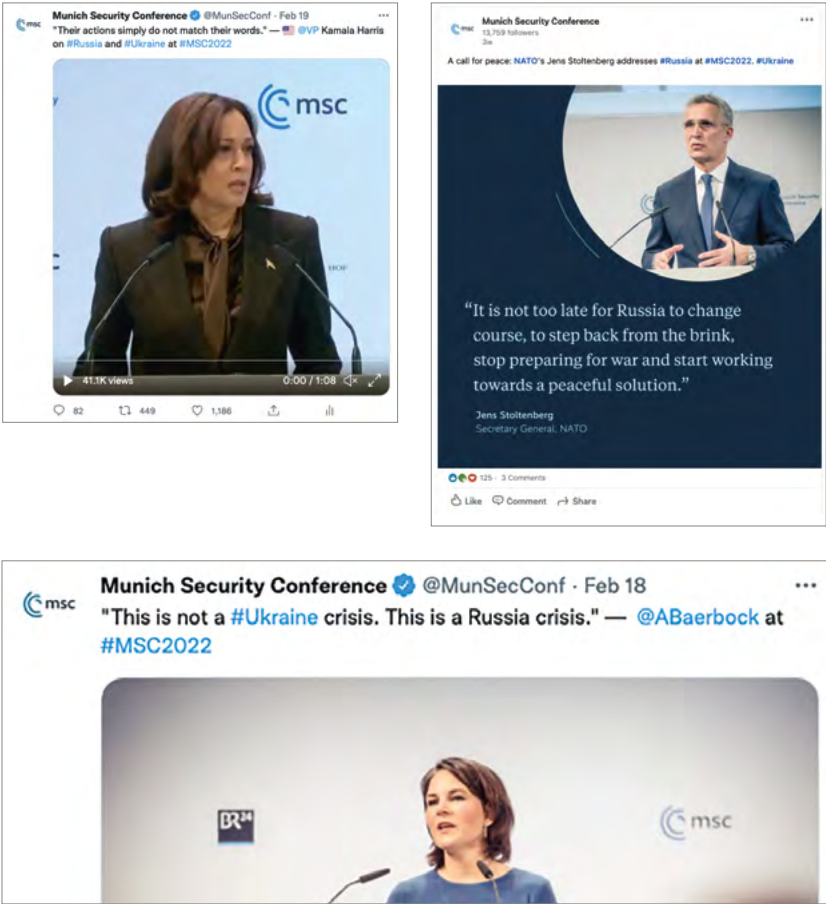 msc
Munich Security Conference @MunSecConf · Feb 19
"Their actions simply do not match their words." — @VP Kamala Harris
on #Russia and #Ukraine at #MSC2022
msc
HOF
41.1K views
0:00 / 1:08
82
449
1,186
msc
Munich Security Conference
13,759 followers
3w
A call for peace: NATO's Jens Stoltenberg addresses #Russia at #MSC2022. #Ukraine
“It is not too late for Russia to change
course, to step back from the brink,
stop preparing for war and start working
towards a peaceful solution.”
Jens Stoltenberg
Secretary General, NATO
125 · 3 Comments
Like Comment Share
msc
Munich Security Conference @MunSecConf · Feb 18
"This is not a #Ukraine crisis. This is a Russia crisis." — @ABaerbock at
#MSC2022
BR24
msc